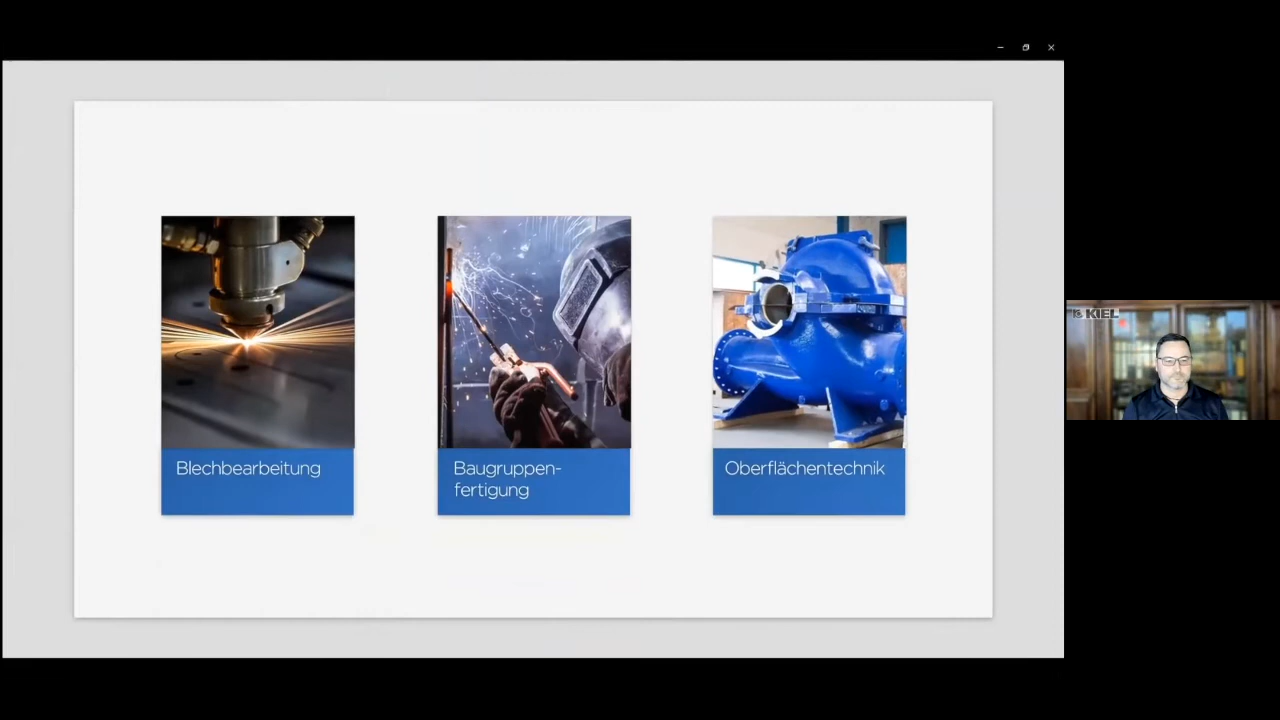 KIEL
Blechbearbeitung
Baugruppen-
fertigung
Oberflächentechnik